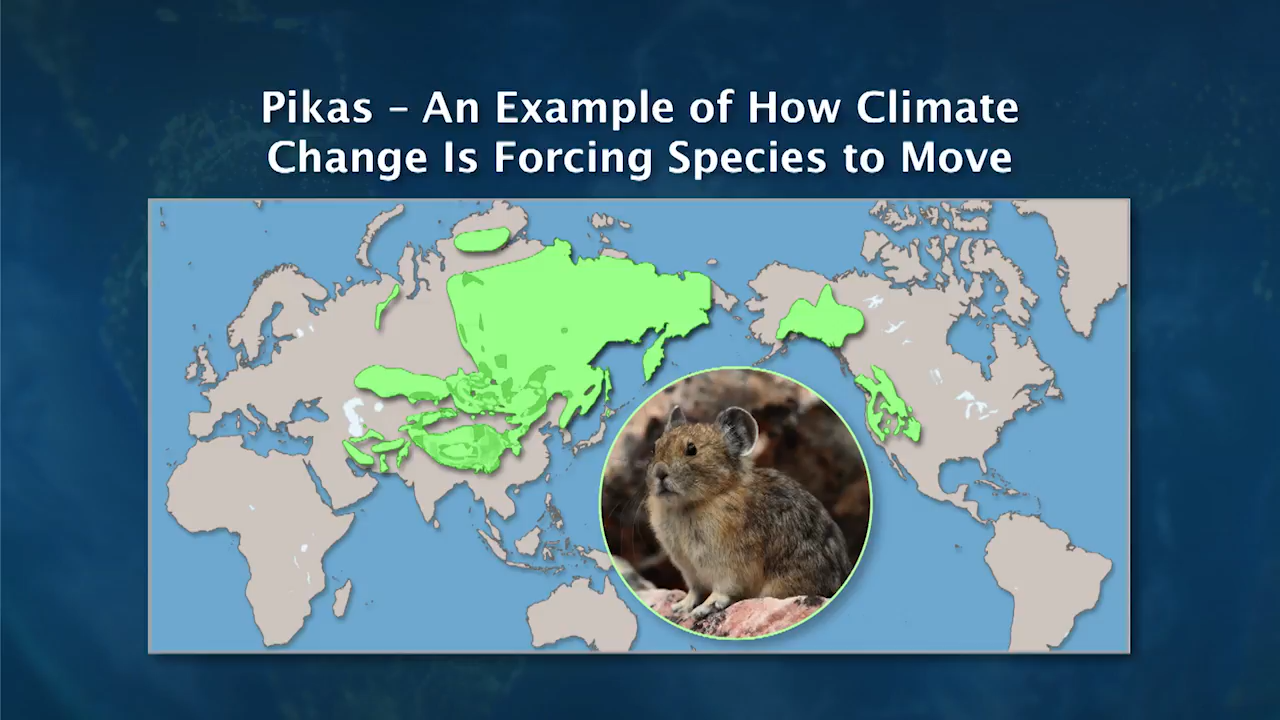 Pikas – An Example of How Climate
Change Is Forcing Species to Move